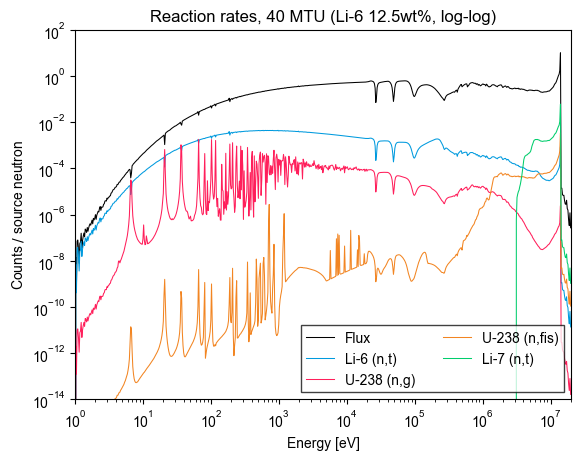 Reaction rates, 40 MTU (Li-6 12.5wt%, log-log)
Counts / source neutron
10^2
10^0
10^−2
10^−4
10^−6
10^−8
10^−10
10^−12
10^−14
Flux
Li-6 (n,t)
U-238 (n,g)
U-238 (n,fis)
Li-7 (n,t)
10^0 10^1 10^2 10^3 10^4 10^5 10^6 10^7
Energy [eV]